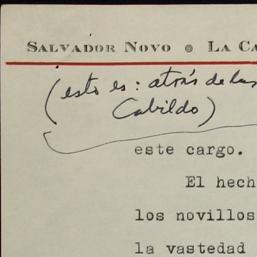 SALVADOR NOVO ● LA CA
(esto es: atrás de las
Cabildo)
este cargo.
El hech
los novillos
la vastedad